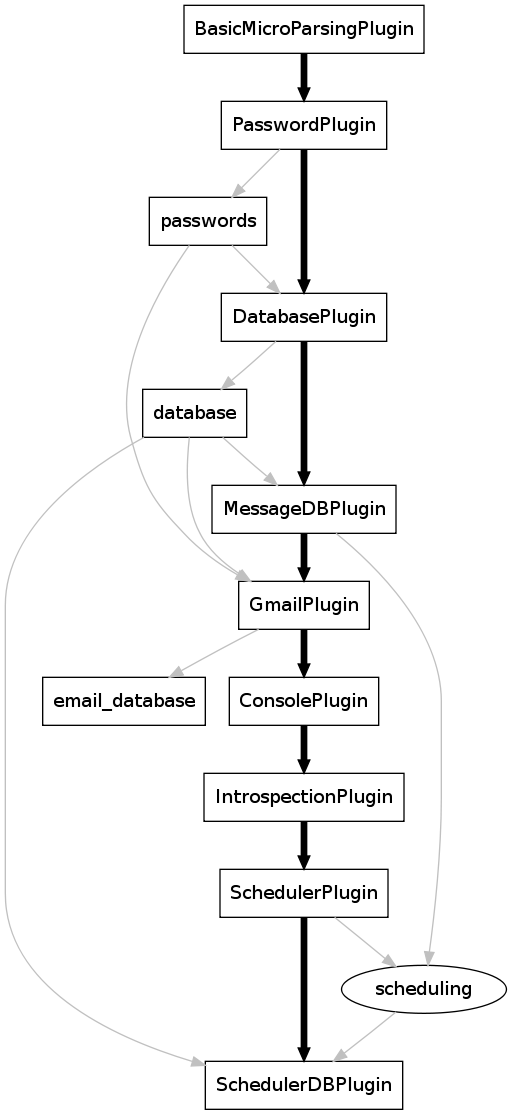 BasicMicroParsingPlugin
PasswordPlugin
passwords
DatabasePlugin
database
MessageDBPlugin
GmailPlugin
email_database
ConsolePlugin
IntrospectionPlugin
SchedulerPlugin
scheduling
SchedulerDBPlugin